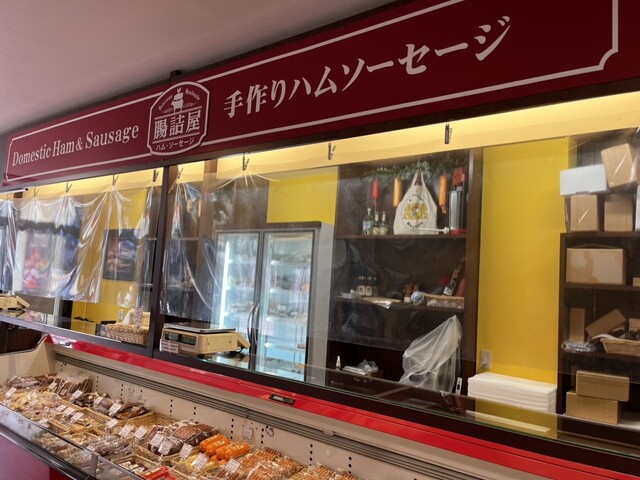 Domestic Ham & Sausage
腸詰屋
ハム・ソーセージ
手作りハムソーセージ